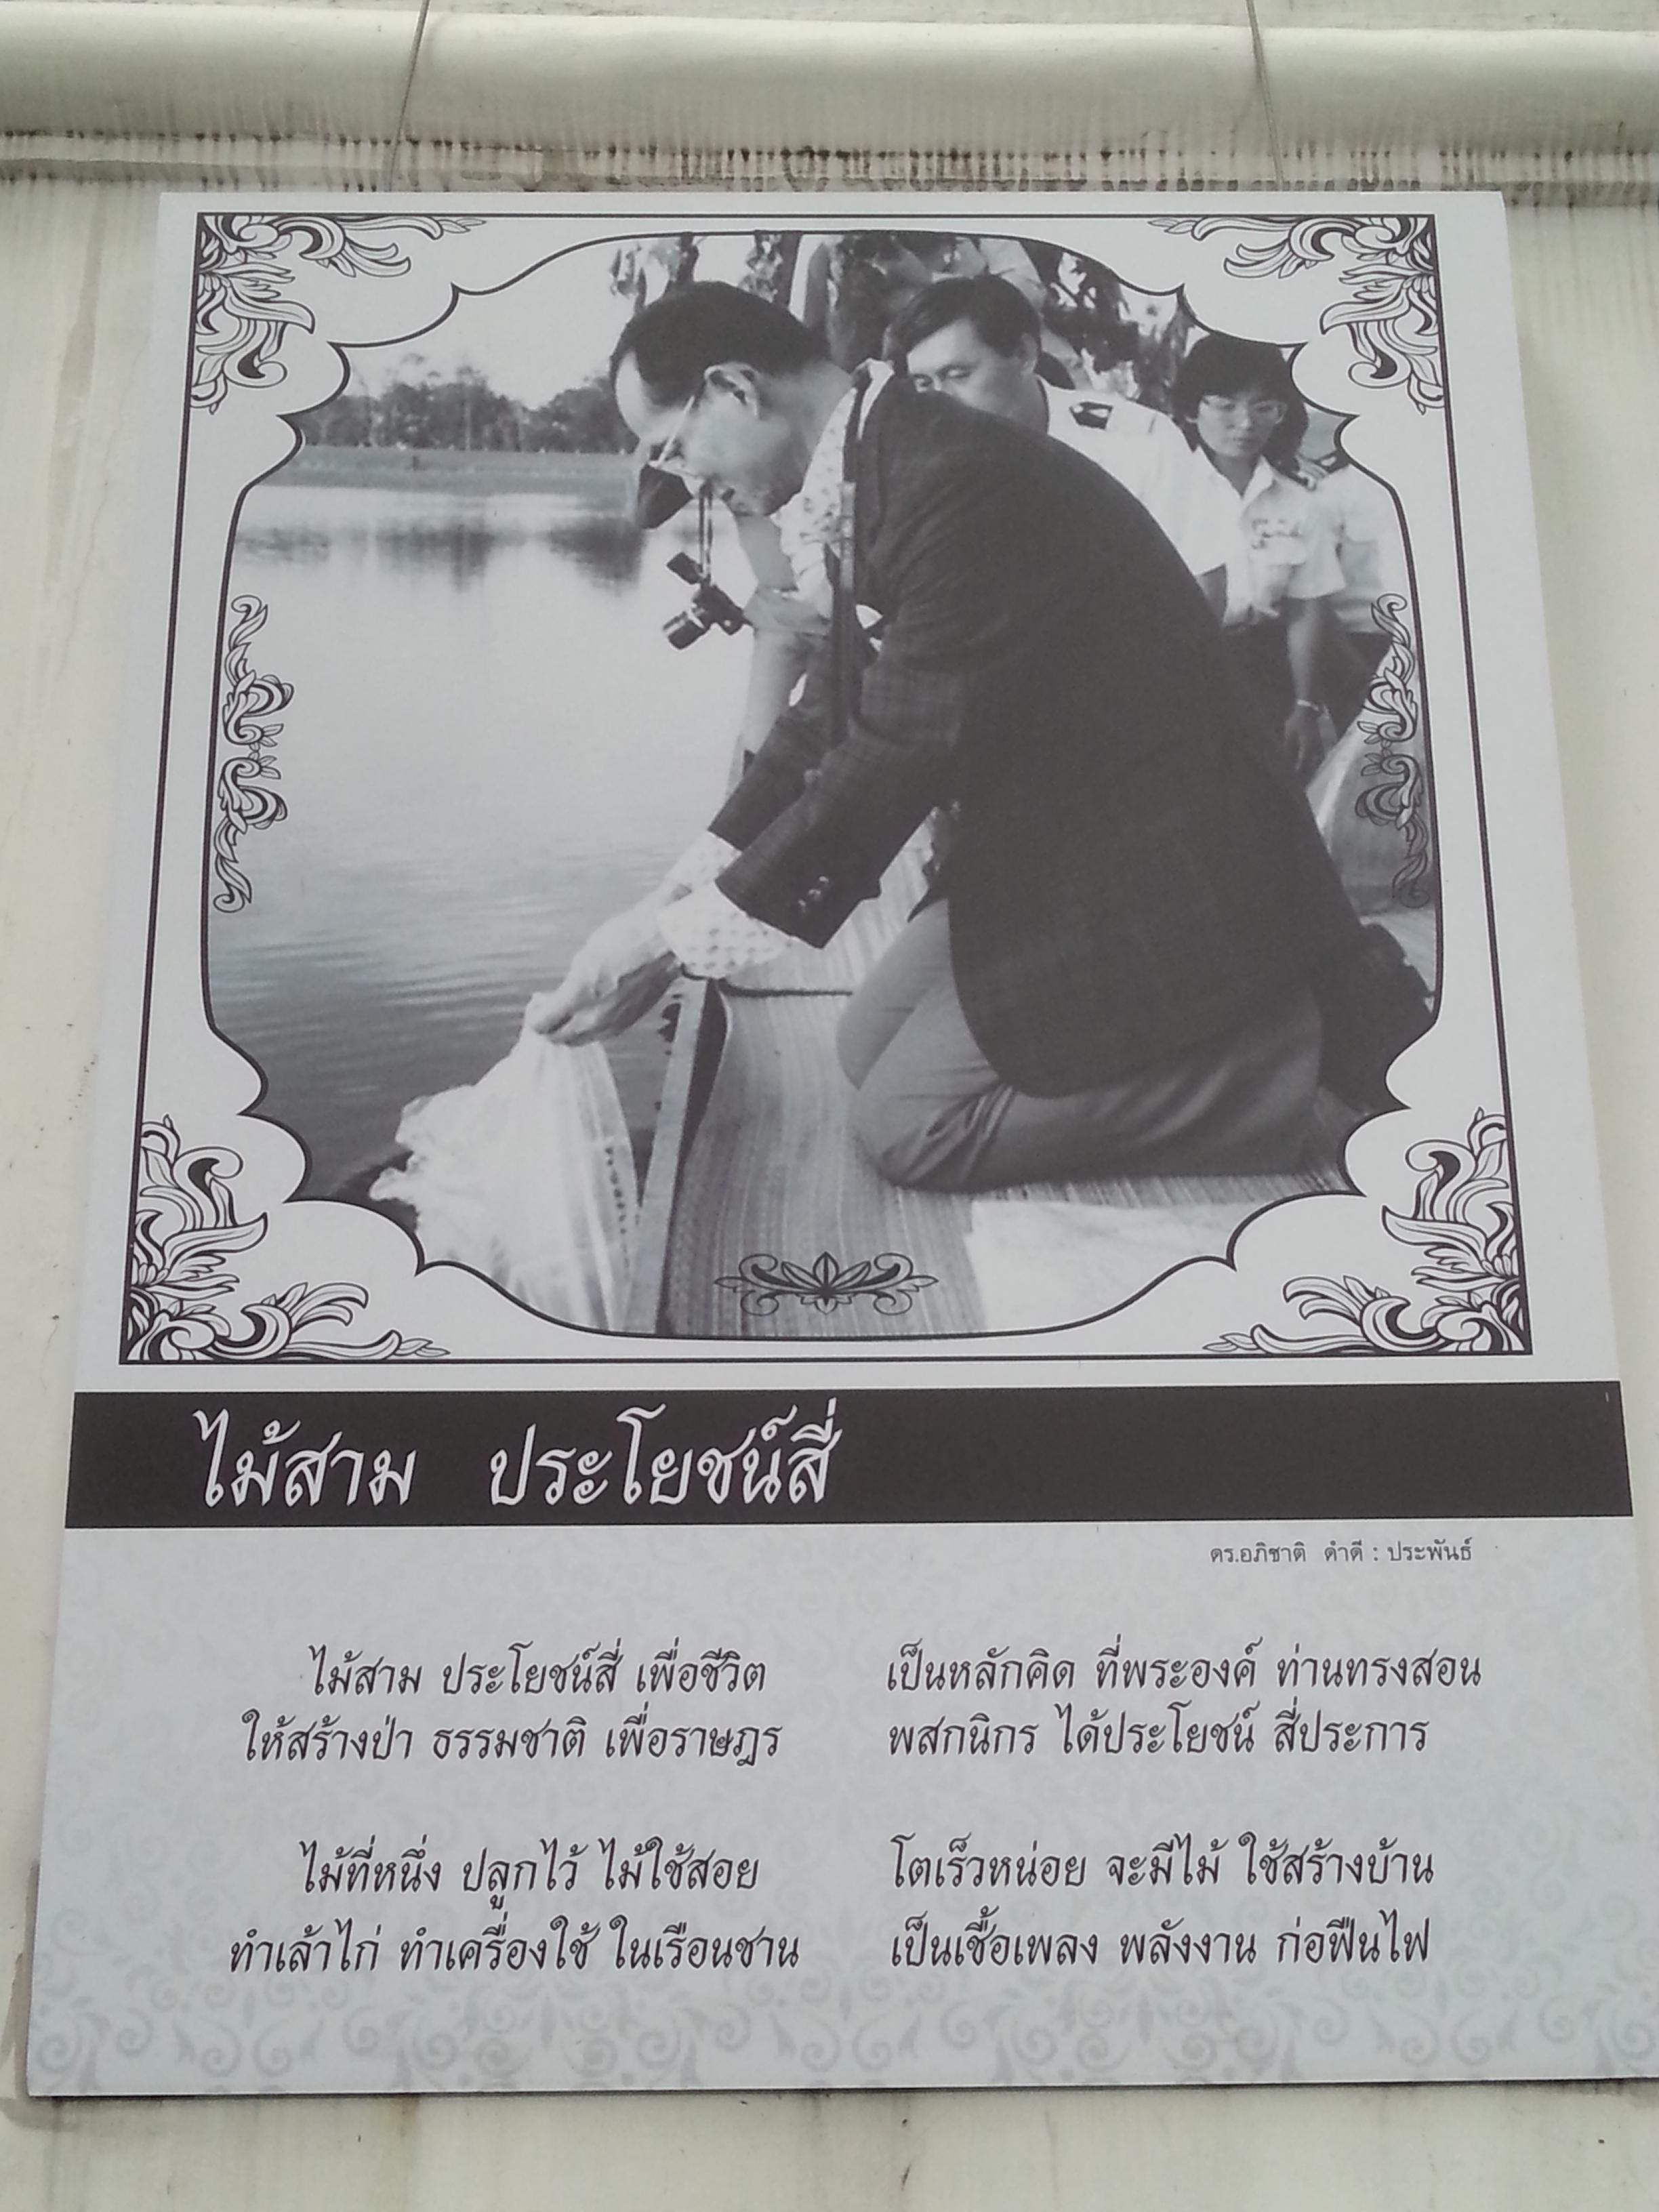 ไม้สาม ประโยชน์สี่
ดร.อภิชาติ ดำดี : ประพันธ์
ไม้สาม ประโยชน์สี่ เพื่อชีวิต เป็นหลักคิด ที่พระองค์ ท่านทรงสอน
ให้สร้างป่า ธรรมชาติ เพื่อราษฎร พสกนิกร ได้ประโยชน์ สี่ประการ
ไม้ที่หนึ่ง ปลูกไว้ ไม้ใช้สอย โตเร็วหน่อย จะมีไม้ ใช้สร้างบ้าน
ทำเล้าไก่ ทำเครื่องใช้ ในเรือนชาน เป็นเชื้อเพลง พลังงาน ก่อฟืนไฟ